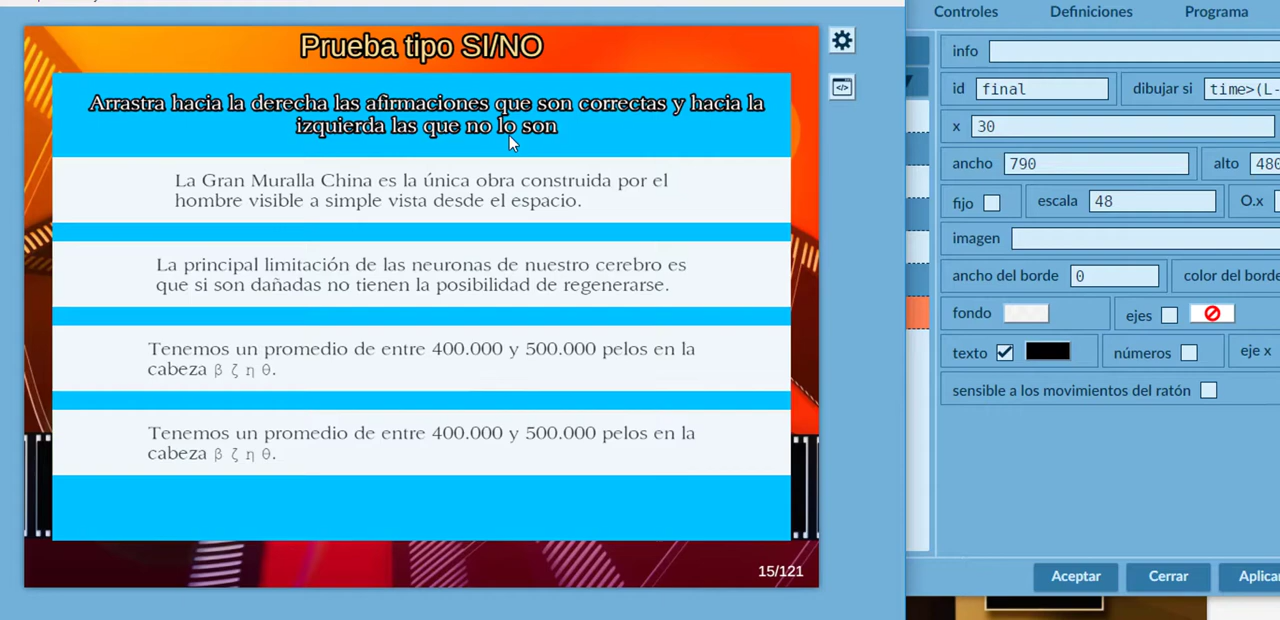 Prueba tipo SI/NO
Arrastra hacia la derecha las afirmaciones que son correctas y hacia la
izquierda las que no lo son
La Gran Muralla China es la única obra construida por el
hombre visible a simple vista desde el espacio.
La principal limitación de las neuronas de nuestro cerebro es
que si son dañadas no tienen la posibilidad de regenerarse.
Tenemos un promedio de entre 400.000 y 500.000 pelos en la
cabeza β ζ η θ.
Tenemos un promedio de entre 400.000 y 500.000 pelos en la
cabeza β ζ η θ.
15/121
Controles Definiciones Programa
info
id final dibujar si time>(L-
x 30
ancho 790 alto 480
fijo escala 48 O.x
imagen
ancho del borde 0 color del borde
fondo ejes
texto números eje x
sensible a los movimientos del ratón
Aceptar Cerrar